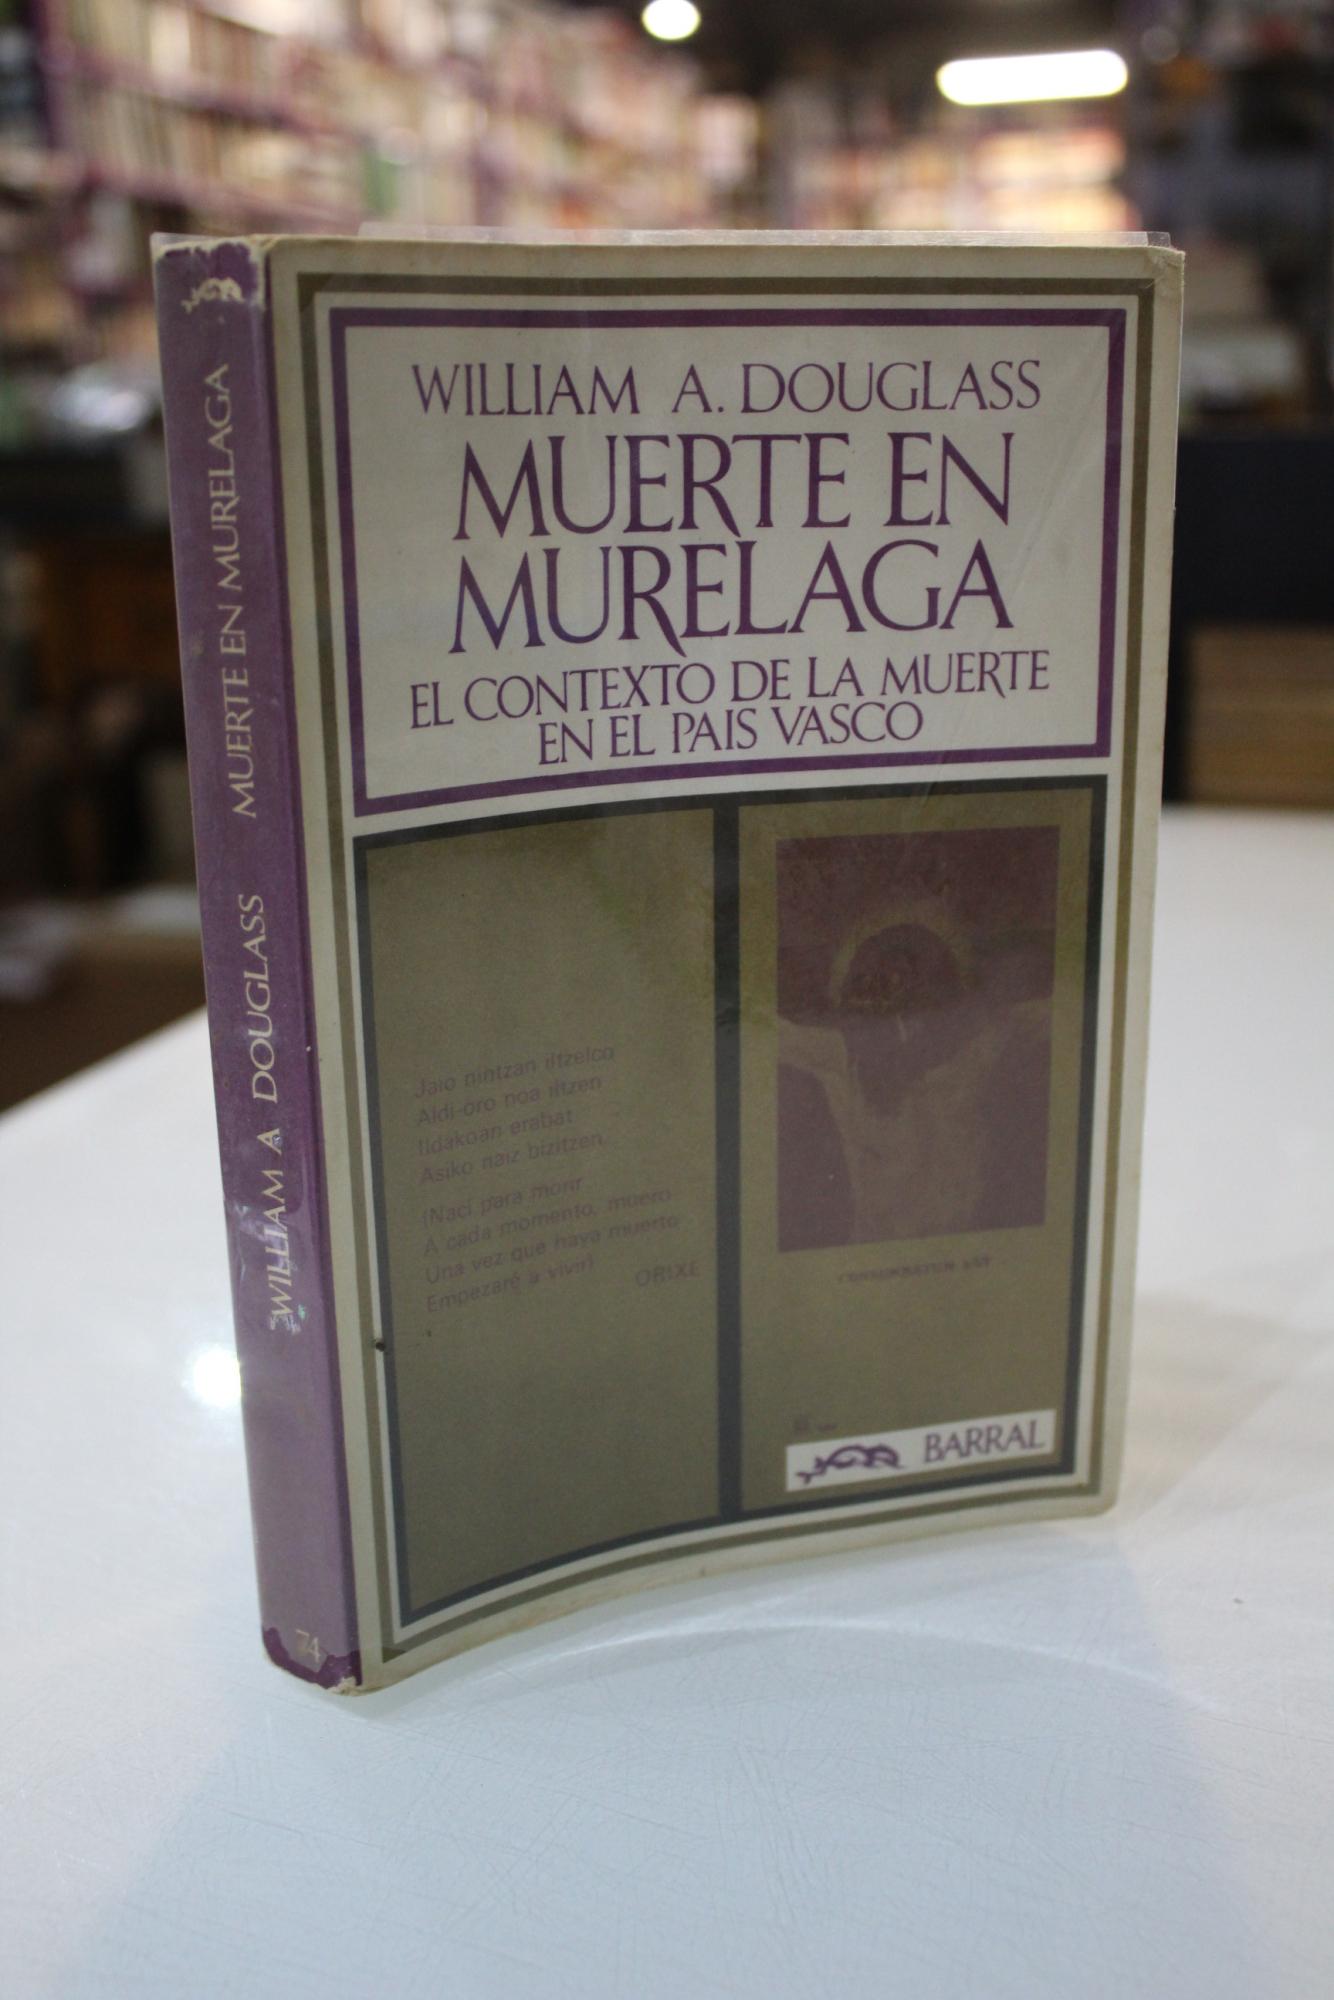 MUERTE EN MURELAGA
WILLIAM A DOUGLASS
74
WILLIAM A. DOUGLASS
MUERTE EN
MURELAGA
EL CONTEXTO DE LA MUERTE
EN EL PAIS VASCO
Jaio nintzan iltzelco
Aldi-oro noa iltzen
Ildakoan erabat
Asiko naiz bizitzen
(Nací para morir
A cada momento, muero
Una vez que haya muerto
Empezaré a vivir)
ORIXE
BARRAL